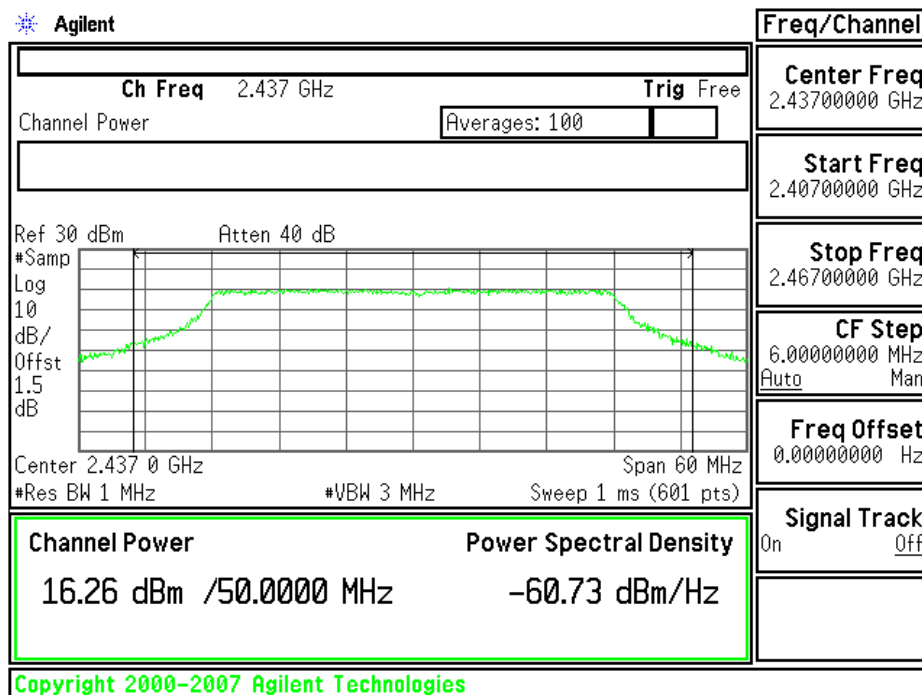 Agilent
Freq/Channel
Ch Freq 2.437 GHz Trig Free
Channel Power Averages: 100
Ref 30 dBm Atten 40 dB
#Samp
Log
10
dB/
Offst
1.5
dB
Center 2.437 0 GHz Span 60 MHz
#Res BW 1 MHz #VBW 3 MHz Sweep 1 ms (601 pts)
Channel Power Power Spectral Density
16.26 dBm /50.0000 MHz -60.73 dBm/Hz
Center Freq
2.43700000 GHz
Start Freq
2.40700000 GHz
Stop Freq
2.46700000 GHz
CF Step
6.00000000 MHz
Auto Man
Freq Offset
0.00000000 Hz
Signal Track
On Off
Copyright 2000-2007 Agilent Technologies